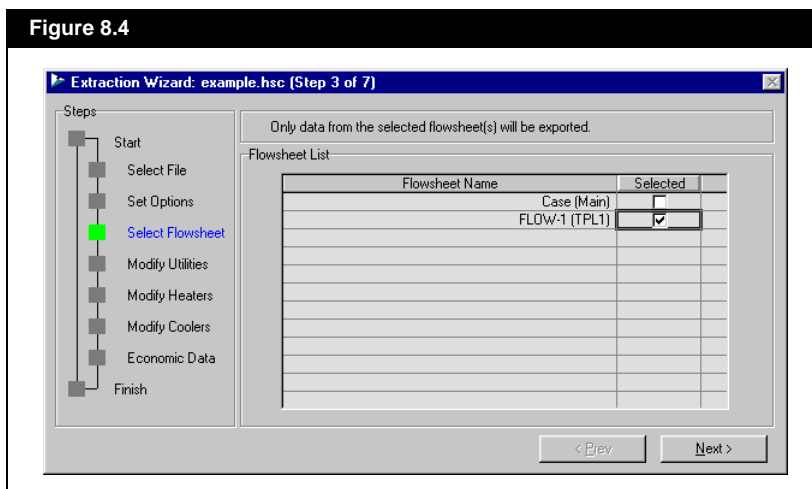 Figure 8.4
Extraction Wizard: example.hsc (Step 3 of 7)
Steps
Start
Select File
Set Options
Select Flowsheet
Modify Utilities
Modify Heaters
Modify Coolers
Economic Data
Finish
Only data from the selected flowsheet(s) will be exported.
Flowsheet List
Flowsheet Name Selected
Case (Main)
FLOW-1 (TPL1)
< Prev Next >